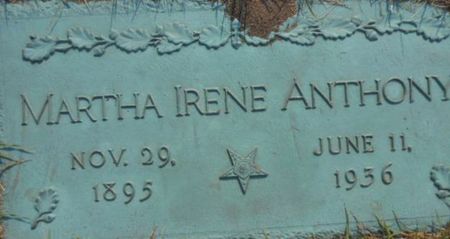 MARTHA IRENE ANTHONY
NOV. 29, JUNE 11,
1895 1936